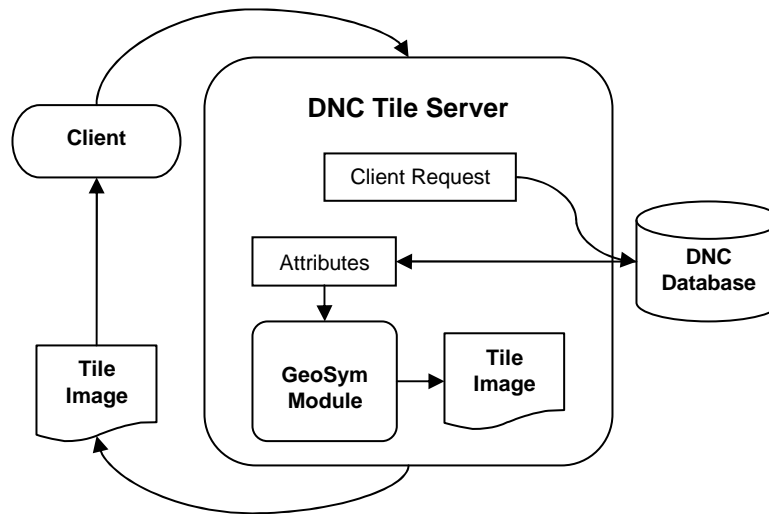 DNC Tile Server
Client
Client Request
DNC
Database
Attributes
GeoSym
Module
Tile
Image
Tile
Image